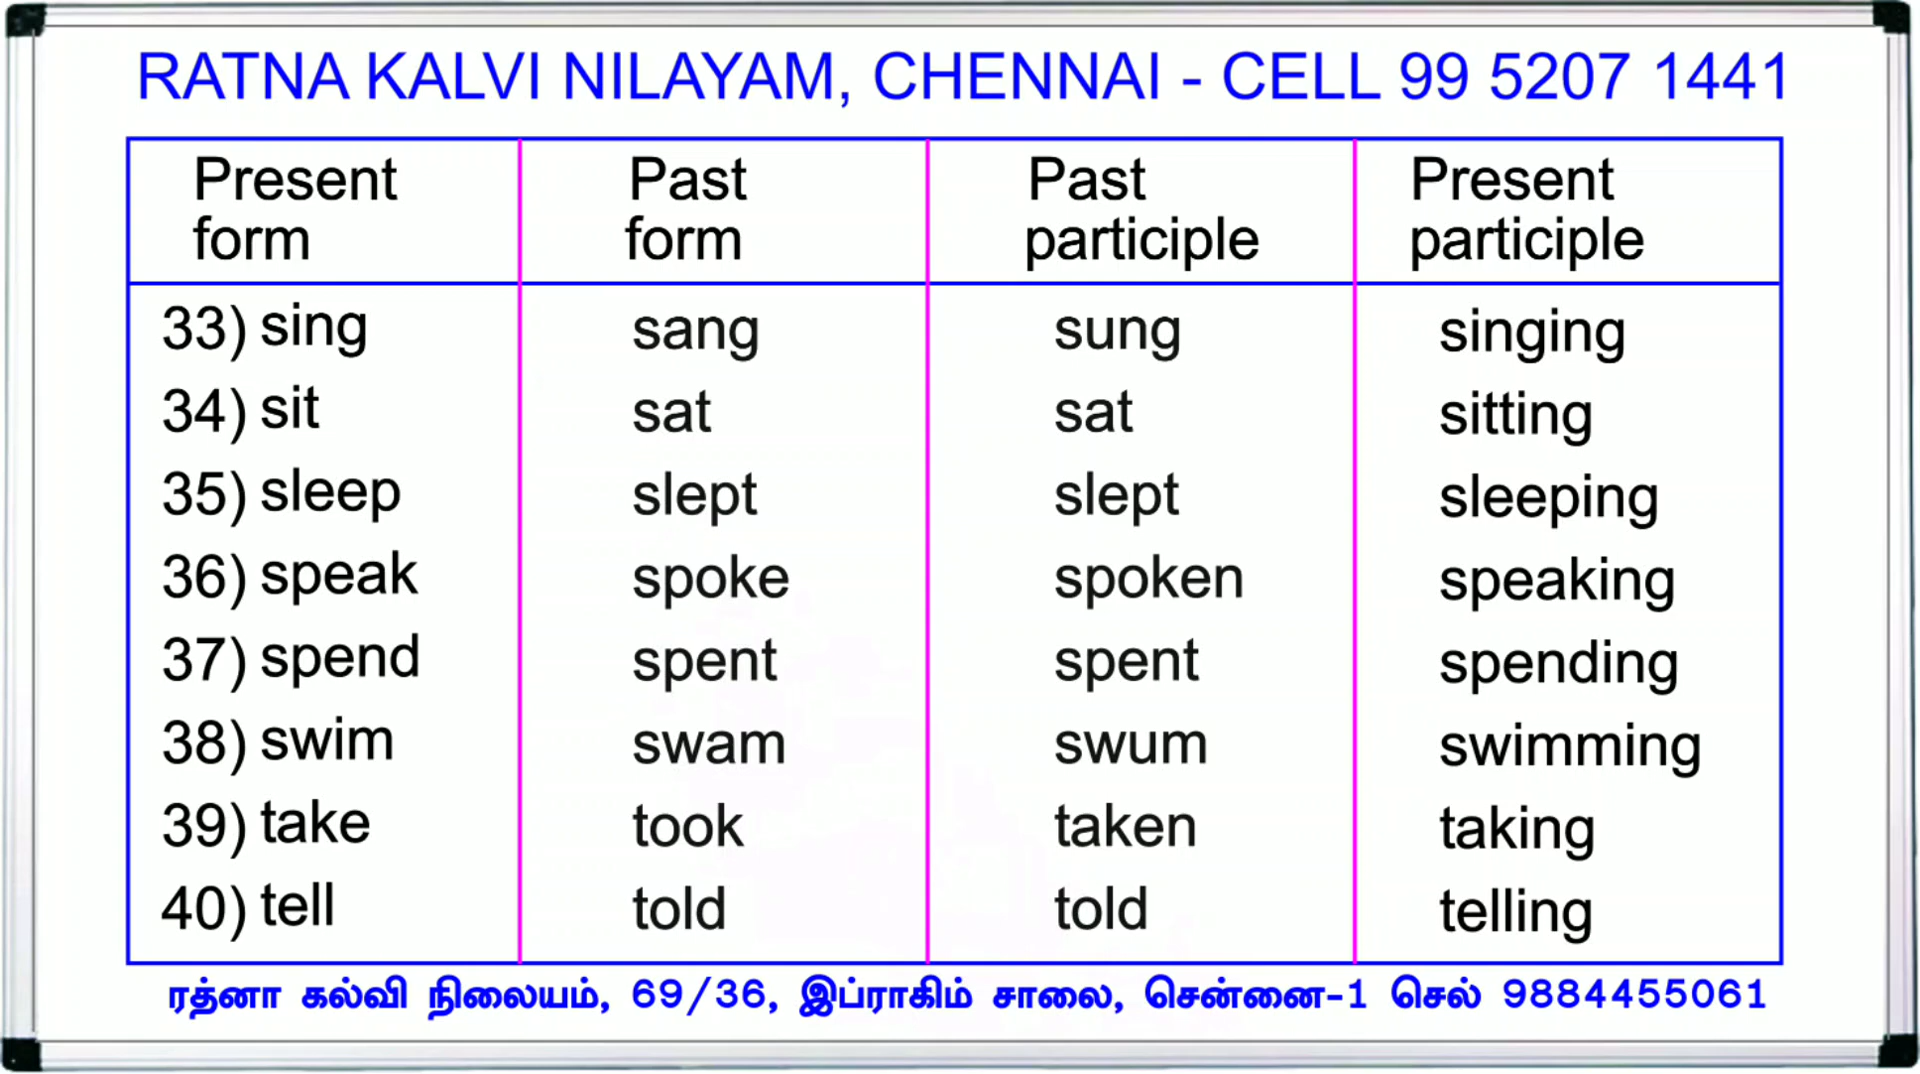 RATNA KALVI NILAYAM, CHENNAI - CELL 99 5207 1441
Present form Past form Past participle Present participle
33) sing sang sung singing
34) sit sat sat sitting
35) sleep slept slept sleeping
36) speak spoke spoken speaking
37) spend spent spent spending
38) swim swam swum swimming
39) take took taken taking
40) tell told told telling
ரத்னா கல்வி நிலையம், 69/36, இப்ராகிம் சாலை, சென்னை-1 செல் 9884455061